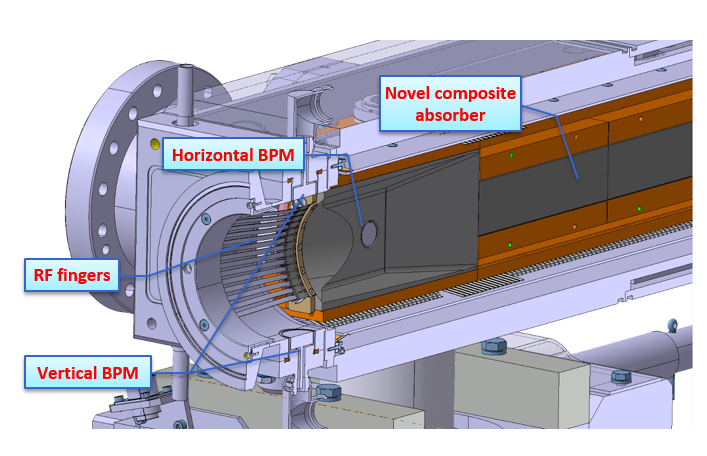 Novel composite
absorber
Horizontal BPM
RF fingers
Vertical BPM